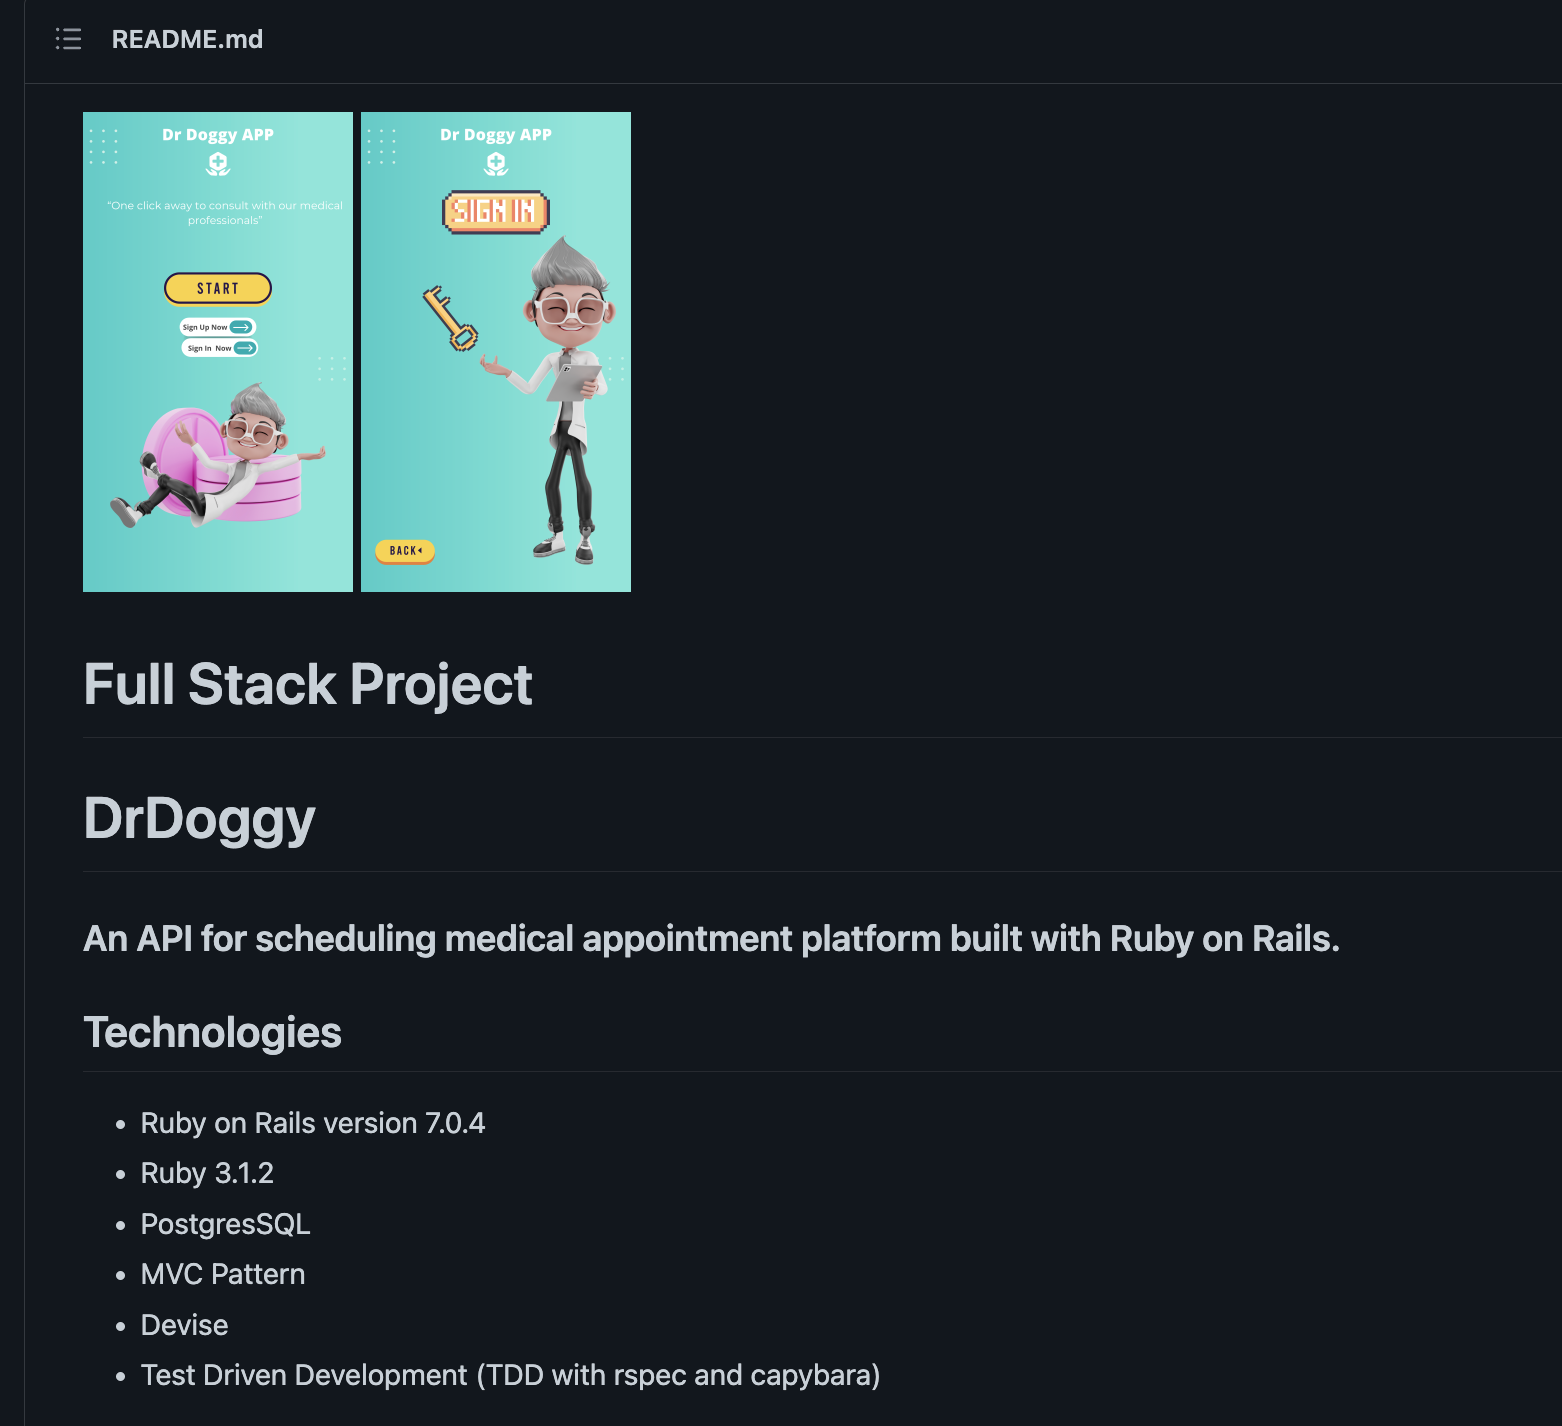 README.md
Dr Doggy APP
“One click away to consult with our medical
professionals”
START
Sign Up Now
Sign In Now
Dr Doggy APP
SIGN IN
BACK
Full Stack Project
DrDoggy
An API for scheduling medical appointment platform built with Ruby on Rails.
Technologies
• Ruby on Rails version 7.0.4
• Ruby 3.1.2
• PostgresSQL
• MVC Pattern
• Devise
• Test Driven Development (TDD with rspec and capybara)